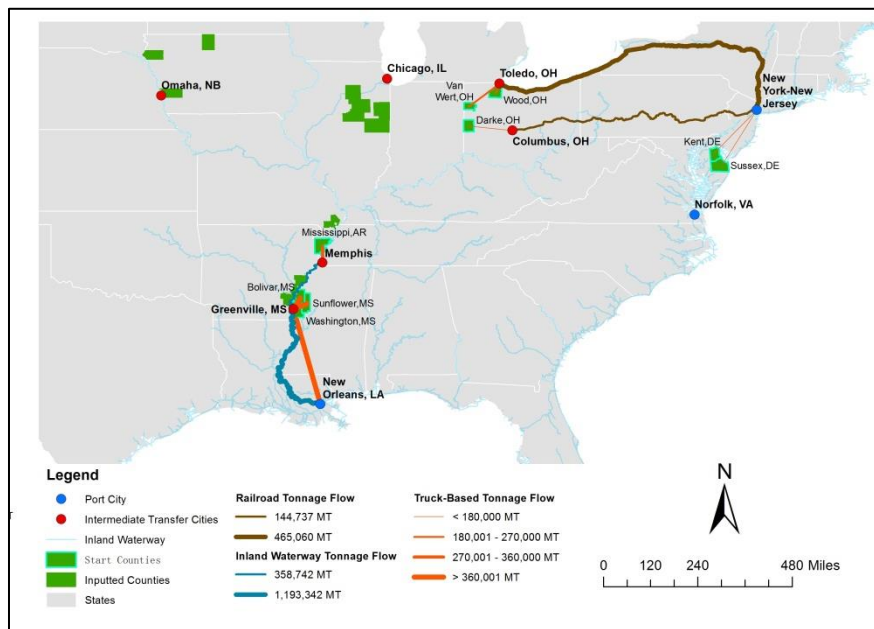 Chicago, IL
Toledo, OH
Omaha, NB
Van
Wert,OH
Wood,OH
New
York-New
Jersey
Darke,OH
Columbus, OH
Kent,DE
Sussex,DE
Norfolk, VA
Mississippi,AR
Memphis
Bolivar,MS
Sunflower,MS
Greenville, MS
Washington,MS
New
Orleans, LA
Legend
Port City
Intermediate Transfer Cities
Inland Waterway
Start Counties
Inputted Counties
States
Railroad Tonnage Flow
144,737 MT
465,060 MT
Inland Waterway Tonnage Flow
358,742 MT
1,193,342 MT
Truck-Based Tonnage Flow
< 180,000 MT
180,001 - 270,000 MT
270,001 - 360,000 MT
> 360,001 MT
N
0 120 240 480 Miles